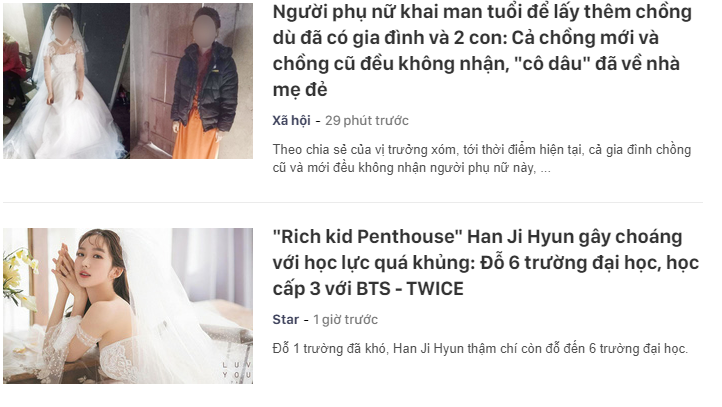 Người phụ nữ khai man tuổi để lấy thêm chồng
dù đã có gia đình và 2 con: Cả chồng mới và
chồng cũ đều không nhận, "cô dâu" đã về nhà
mẹ đẻ
Xã hội - 29 phút trước
Theo chia sẻ của vị trưởng xóm, tới thời điểm hiện tại, cả gia đình chồng
cũ và mới đều không nhận người phụ nữ này, ...
"Rich kid Penthouse" Han Ji Hyun gây choáng
với học lực quá khủng: Đỗ 6 trường đại học, học
cấp 3 với BTS - TWICE
Star - 1 giờ trước
Đỗ 1 trường đã khó, Han Ji Hyun thậm chí còn đỗ đến 6 trường đại học.
LUV
YOU